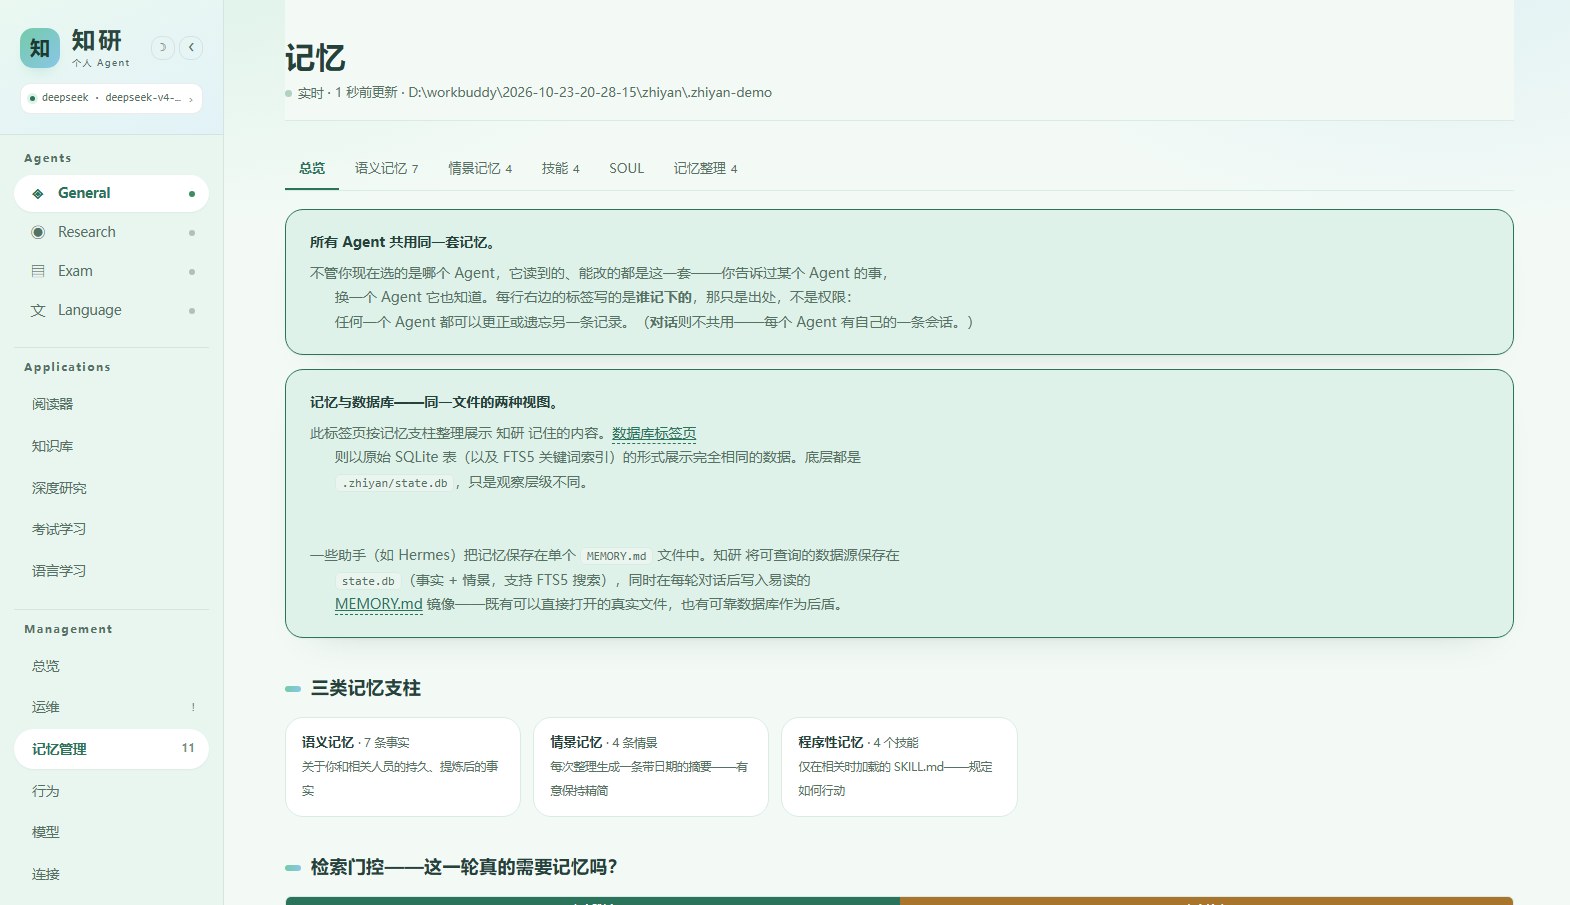 知
知研
个人 Agent
deepseek · deepseek-v4-…
Agents
General
Research
Exam
Language
Applications
阅读器
知识库
深度研究
考试学习
语言学习
Management
总览
运维 !
记忆管理 11
行为
模型
连接
记忆
实时 · 1 秒前更新 · D:\workbuddy\2026-10-23-20-28-15\zhiyan\.zhiyan-demo
总览 语义记忆 7 情景记忆 4 技能 4 SOUL 记忆整理 4
所有 Agent 共用同一套记忆。
不管你现在选的是哪个 Agent，它读到的、能改的都是这一套——你告诉过某个 Agent 的事，
换一个 Agent 它也知道。每行右边的标签写的是谁记下的，那只是出处，不是权限：
任何一个 Agent 都可以更正或遗忘另一条记录。（对话则不共用——每个 Agent 有自己的一条会话。）
记忆与数据库——同一文件的两种视图。
此标签页按记忆支柱整理展示 知研 记住的内容。数据库标签页
则以原始 SQLite 表（以及 FTS5 关键词索引）的形式展示完全相同的数据。底层都是
.zhiyan/state.db，只是观察层级不同。
一些助手（如 Hermes）把记忆保存在单个 MEMORY.md 文件中。知研 将可查询的数据源保存在
state.db（事实 + 情景，支持 FTS5 搜索），同时在每轮对话后写入易读的
MEMORY.md 镜像——既有可以直接打开的真实文件，也有可靠数据库作为后盾。
三类记忆支柱
语义记忆 · 7 条事实
关于你和相关人员的持久、提炼后的事
实
情景记忆 · 4 条情景
每次整理生成一条带日期的摘要——有
意保持精简
程序性记忆 · 4 个技能
仅在相关时加载的 SKILL.md——规定
如何行动
检索门控——这一轮真的需要记忆吗？